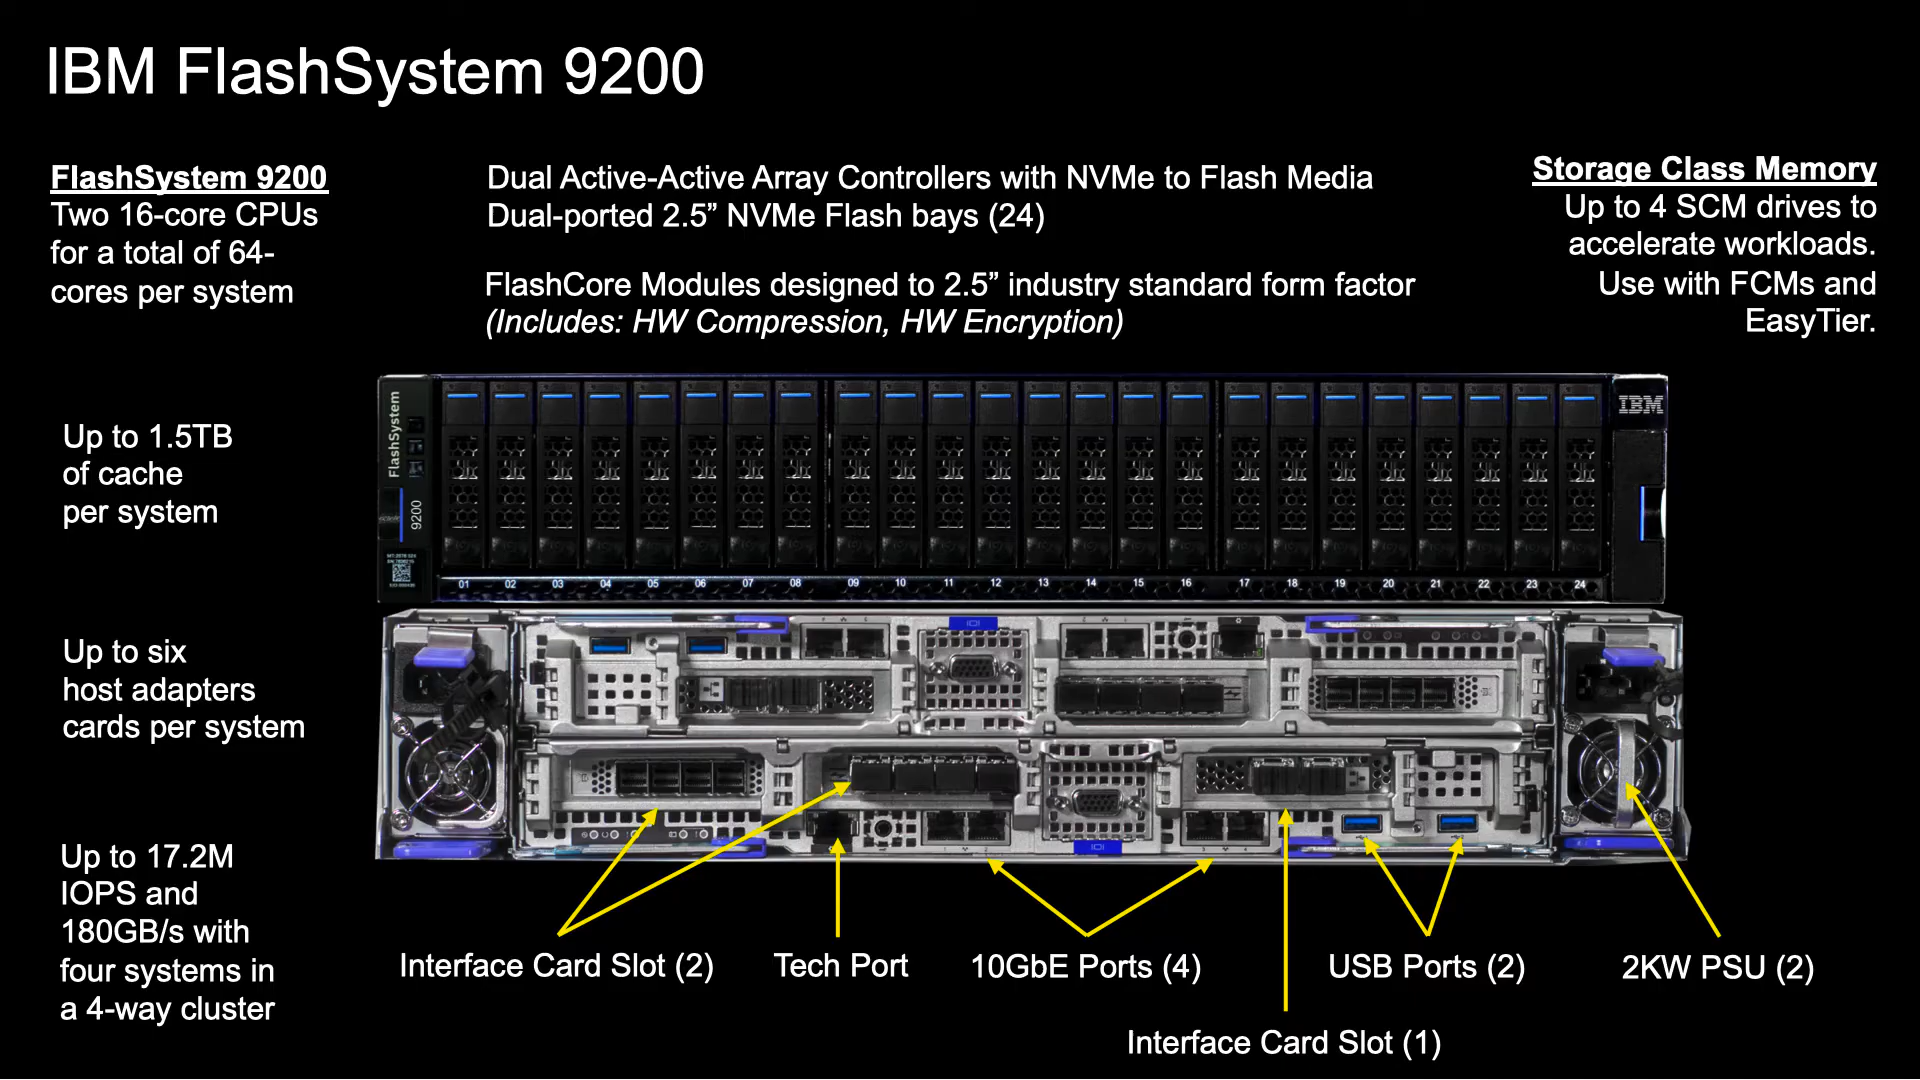 IBM FlashSystem 9200
FlashSystem 9200
Two 16-core CPUs
for a total of 64-
cores per system
Dual Active-Active Array Controllers with NVMe to Flash Media
Dual-ported 2.5” NVMe Flash bays (24)
FlashCore Modules designed to 2.5” industry standard form factor
(Includes: HW Compression, HW Encryption)
Storage Class Memory
Up to 4 SCM drives to
accelerate workloads.
Use with FCMs and
EasyTier.
Up to 1.5TB
of cache
per system
FlashSystem
9200
IBM
01 02 03 04 05 06 07 08 09 10 11 12 13 14 15 16 17 18 19 20 21 22 23 24
Up to six
host adapters
cards per system
Up to 17.2M
IOPS and
180GB/s with
four systems in
a 4-way cluster
Interface Card Slot (2)
Tech Port
10GbE Ports (4)
USB Ports (2)
2KW PSU (2)
Interface Card Slot (1)